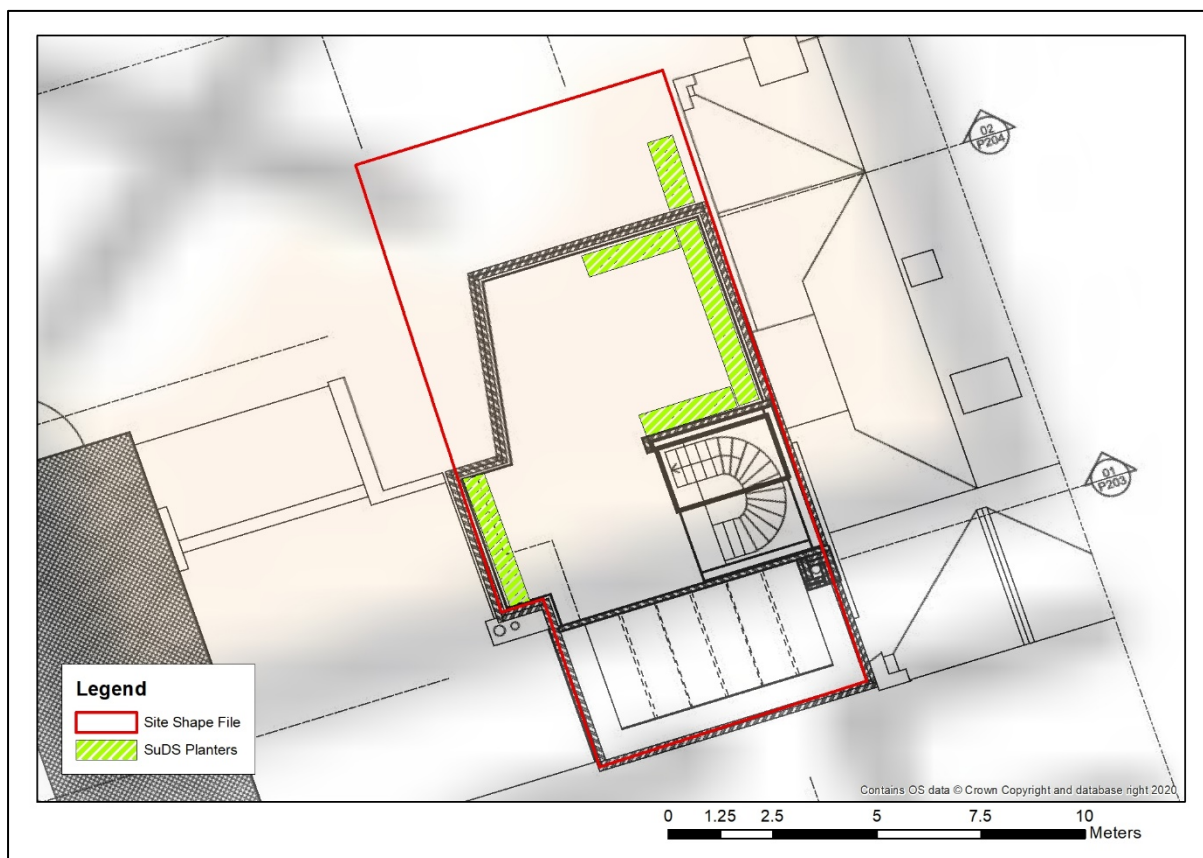 02
P204
01
P203
Legend
Site Shape File
SuDS Planters
Contains OS data © Crown Copyright and database right 2020
0 1.25 2.5 5 7.5 10
Meters